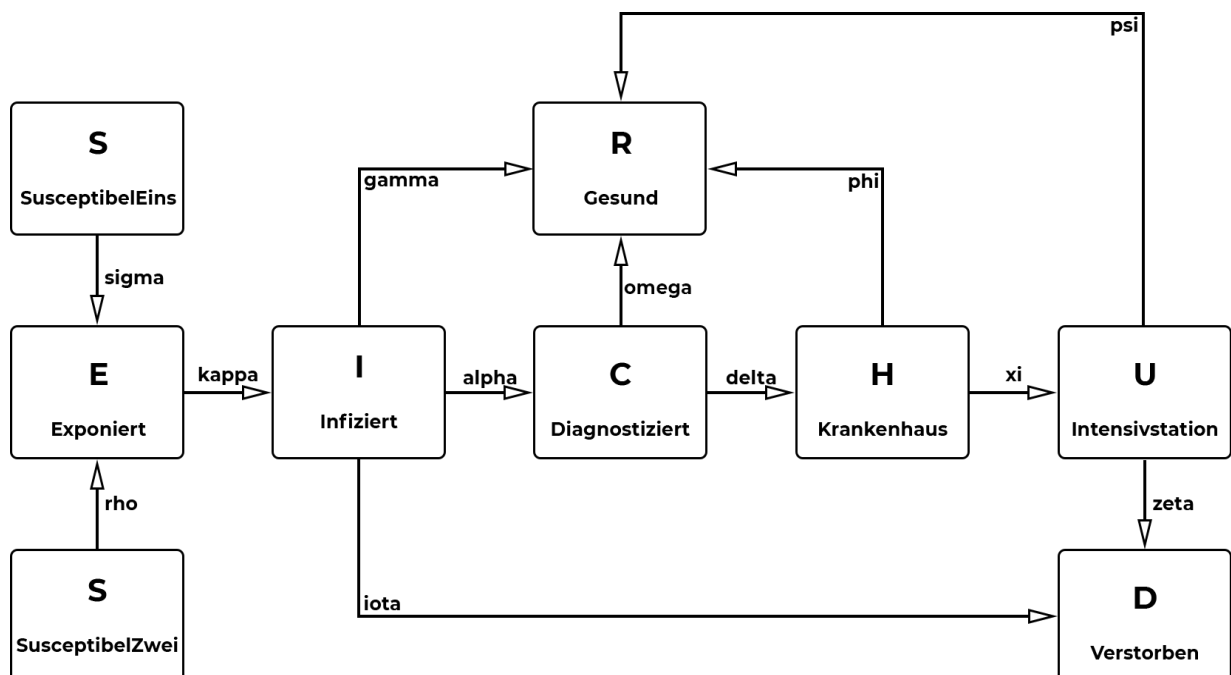 psi
S
SusceptibelEins
R
Gesund
gamma
phi
sigma
omega
E
Exponiert
kappa
I
Infiziert
alpha
C
Diagnostiziert
delta
H
Krankenhaus
xi
U
Intensivstation
rho
zeta
S
SusceptibelZwei
iota
D
Verstorben